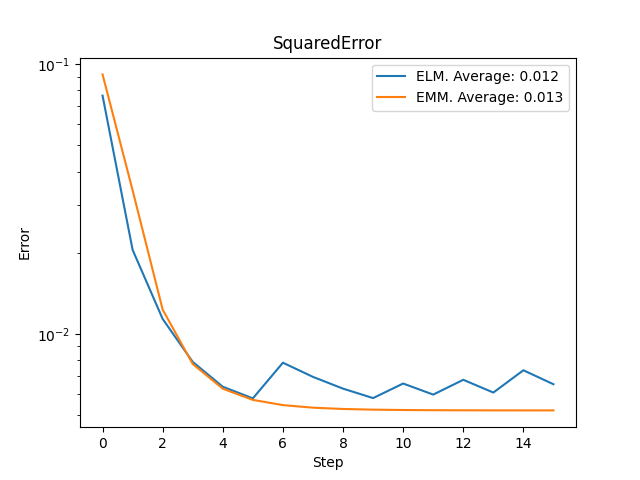 SquaredError
10⁻¹
10⁻²
Error
ELM. Average: 0.012
EMM. Average: 0.013
0 2 4 6 8 10 12 14
Step